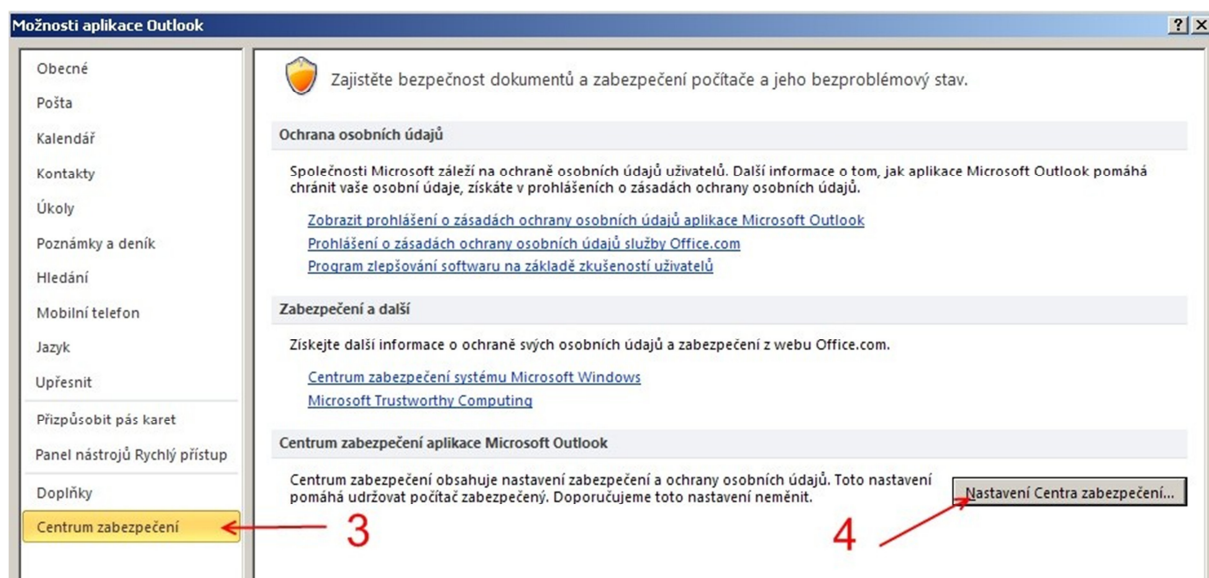 Možnosti aplikace Outlook
Obecné
Pošta
Kalendář
Kontakty
Úkoly
Poznámky a deník
Hledání
Mobilní telefon
Jazyk
Upřesnit
Přizpůsobit pás karet
Panel nástrojů Rychlý přístup
Doplňky
Centrum zabezpečení
3
Zajistěte bezpečnost dokumentů a zabezpečení počítače a jeho bezproblémový stav.
Ochrana osobních údajů
Společnosti Microsoft záleží na ochraně osobních údajů uživatelů. Další informace o tom, jak aplikace Microsoft Outlook pomáhá
chránit vaše osobní údaje, získáte v prohlášeních o zásadách ochrany osobních údajů.
Zobrazit prohlášení o zásadách ochrany osobních údajů aplikace Microsoft Outlook
Prohlášení o zásadách ochrany osobních údajů služby Office.com
Program zlepšování softwaru na základě zkušeností uživatelů
Zabezpečení a další
Získejte další informace o ochraně svých osobních údajů a zabezpečení z webu Office.com.
Centrum zabezpečení systému Microsoft Windows
Microsoft Trustworthy Computing
Centrum zabezpečení aplikace Microsoft Outlook
Centrum zabezpečení obsahuje nastavení zabezpečení a ochrany osobních údajů. Toto nastavení
pomáhá udržovat počítač zabezpečený. Doporučujeme toto nastavení neměnit.
Nastavení Centra zabezpečení...
4